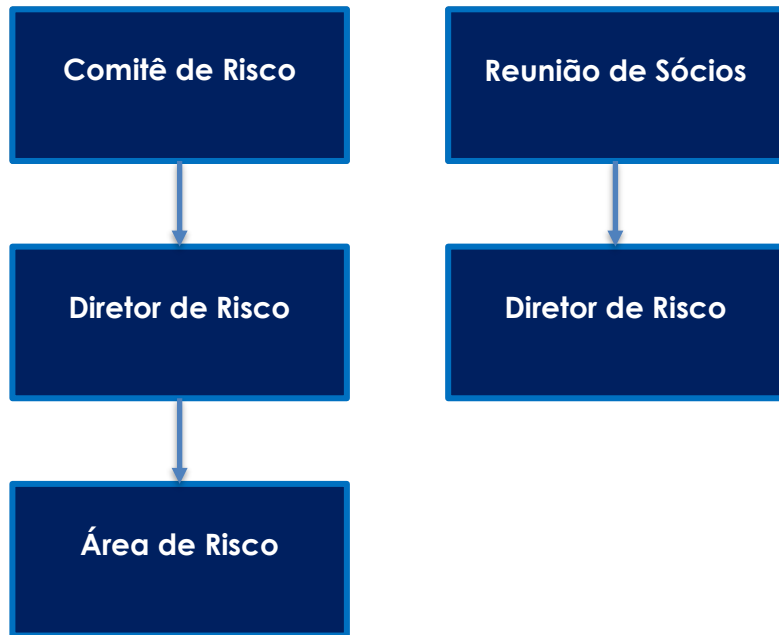 Comitê de Risco
Reunião de Sócios
Diretor de Risco
Diretor de Risco
Área de Risco